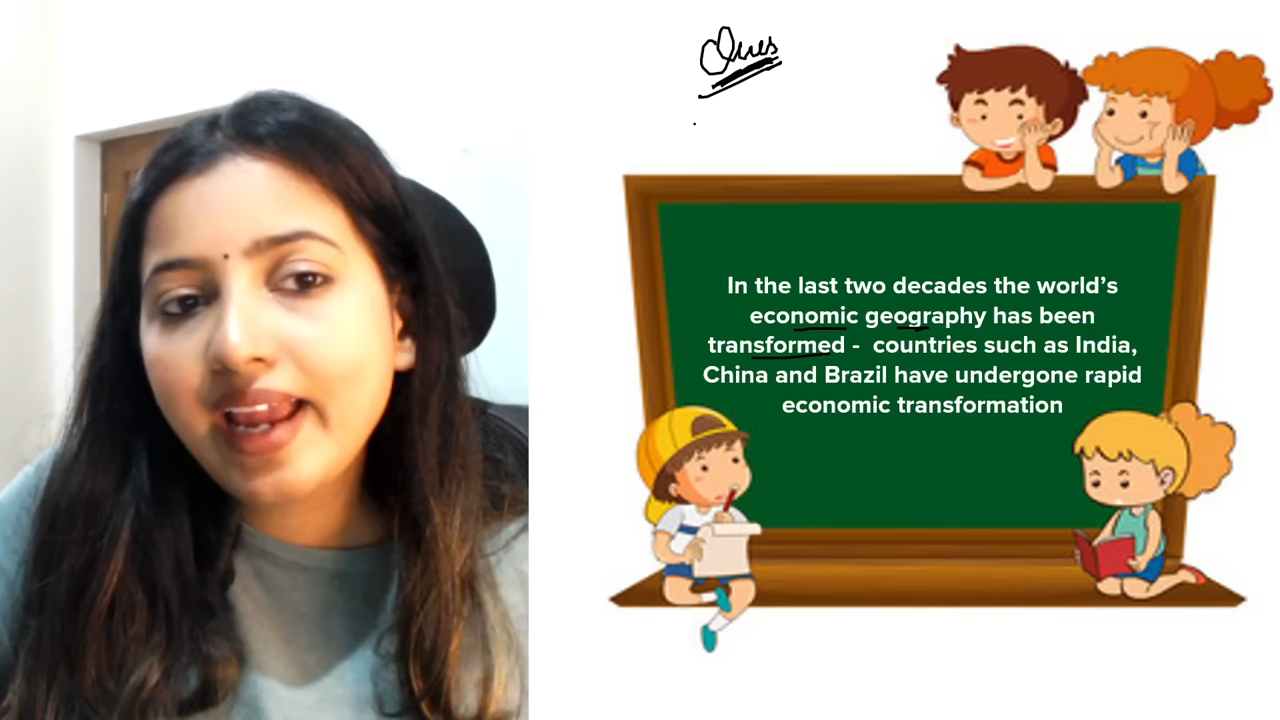 Ques
In the last two decades the world’s
economic geography has been
transformed -  countries such as India,
China and Brazil have undergone rapid
economic transformation